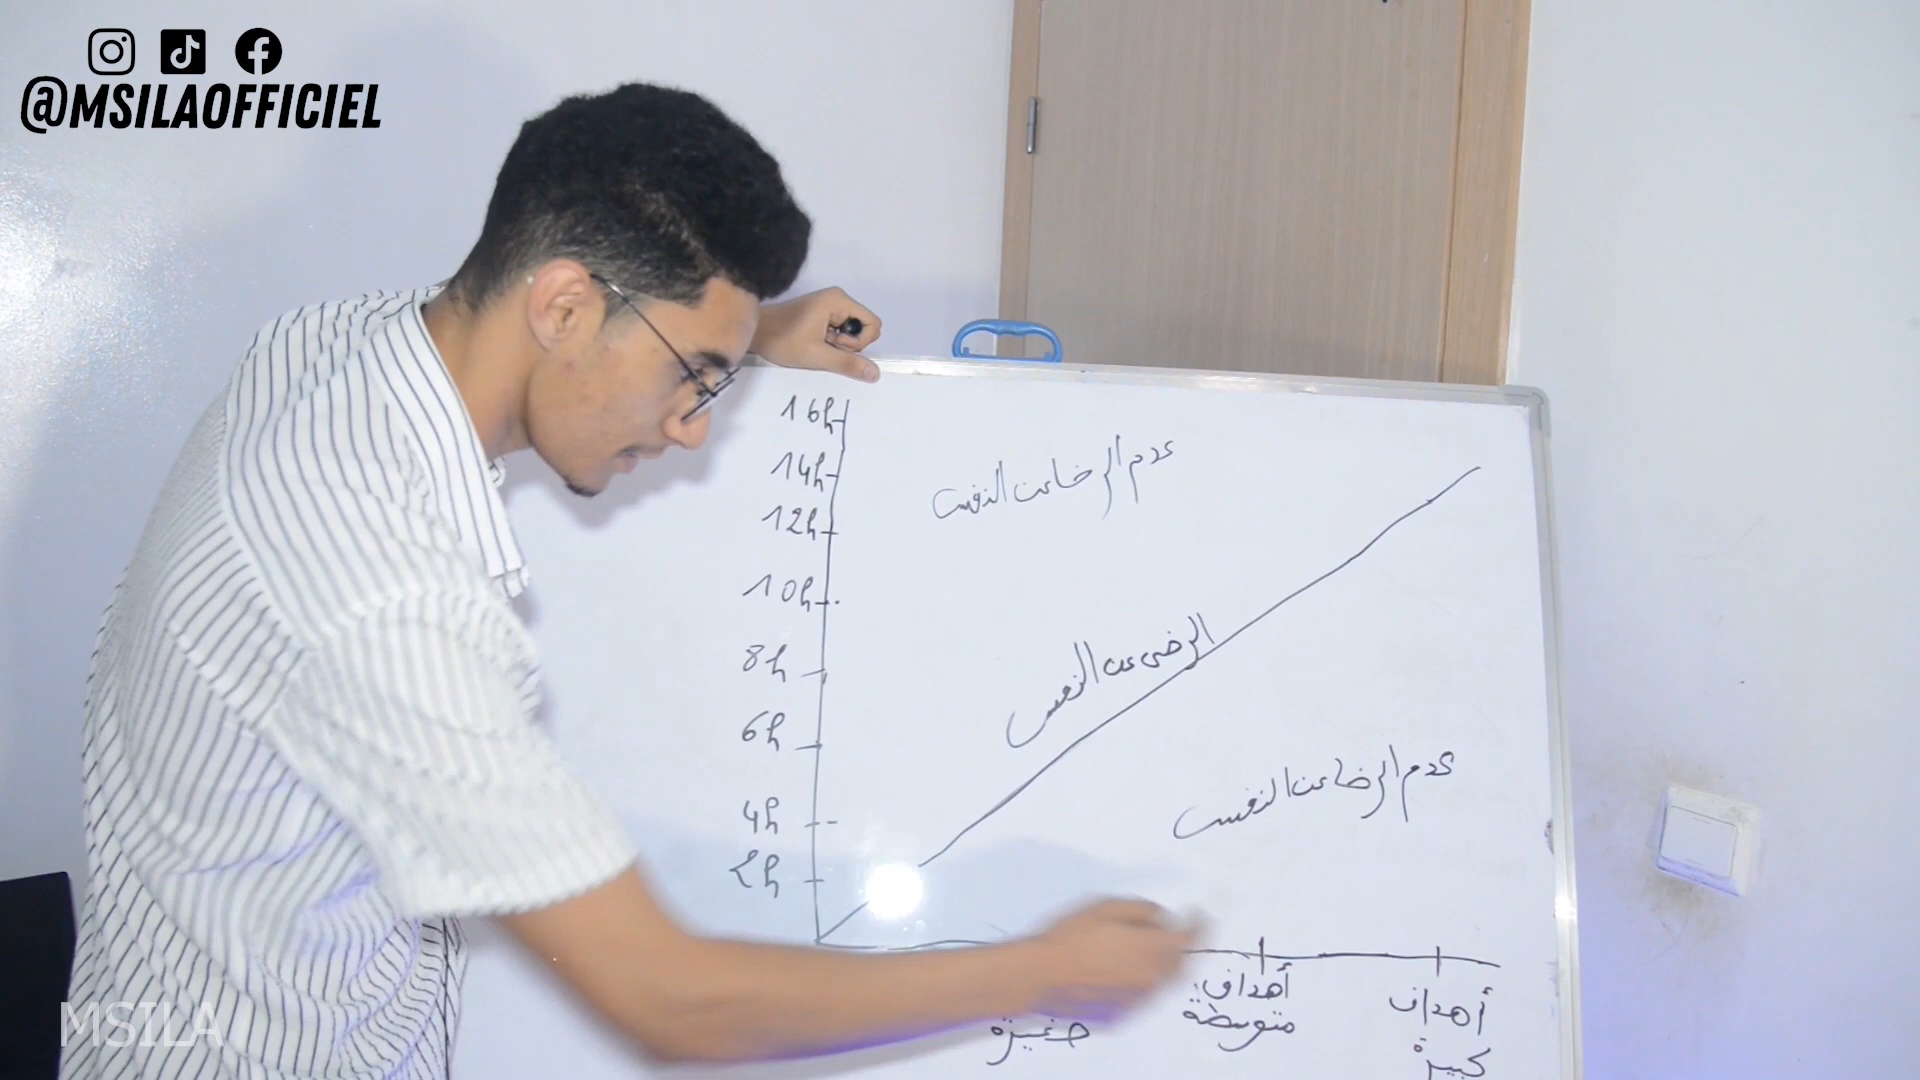 @MSILAOFFICIEL
16h
14h
12h
10h
8h
6h
4h
2h
عدم الرضا عن النفس
الرضى عن النفس
عدم الرضا عن النفس
صغيرة
أهداف
متوسطة
أهداف
كبيرة
MSILA